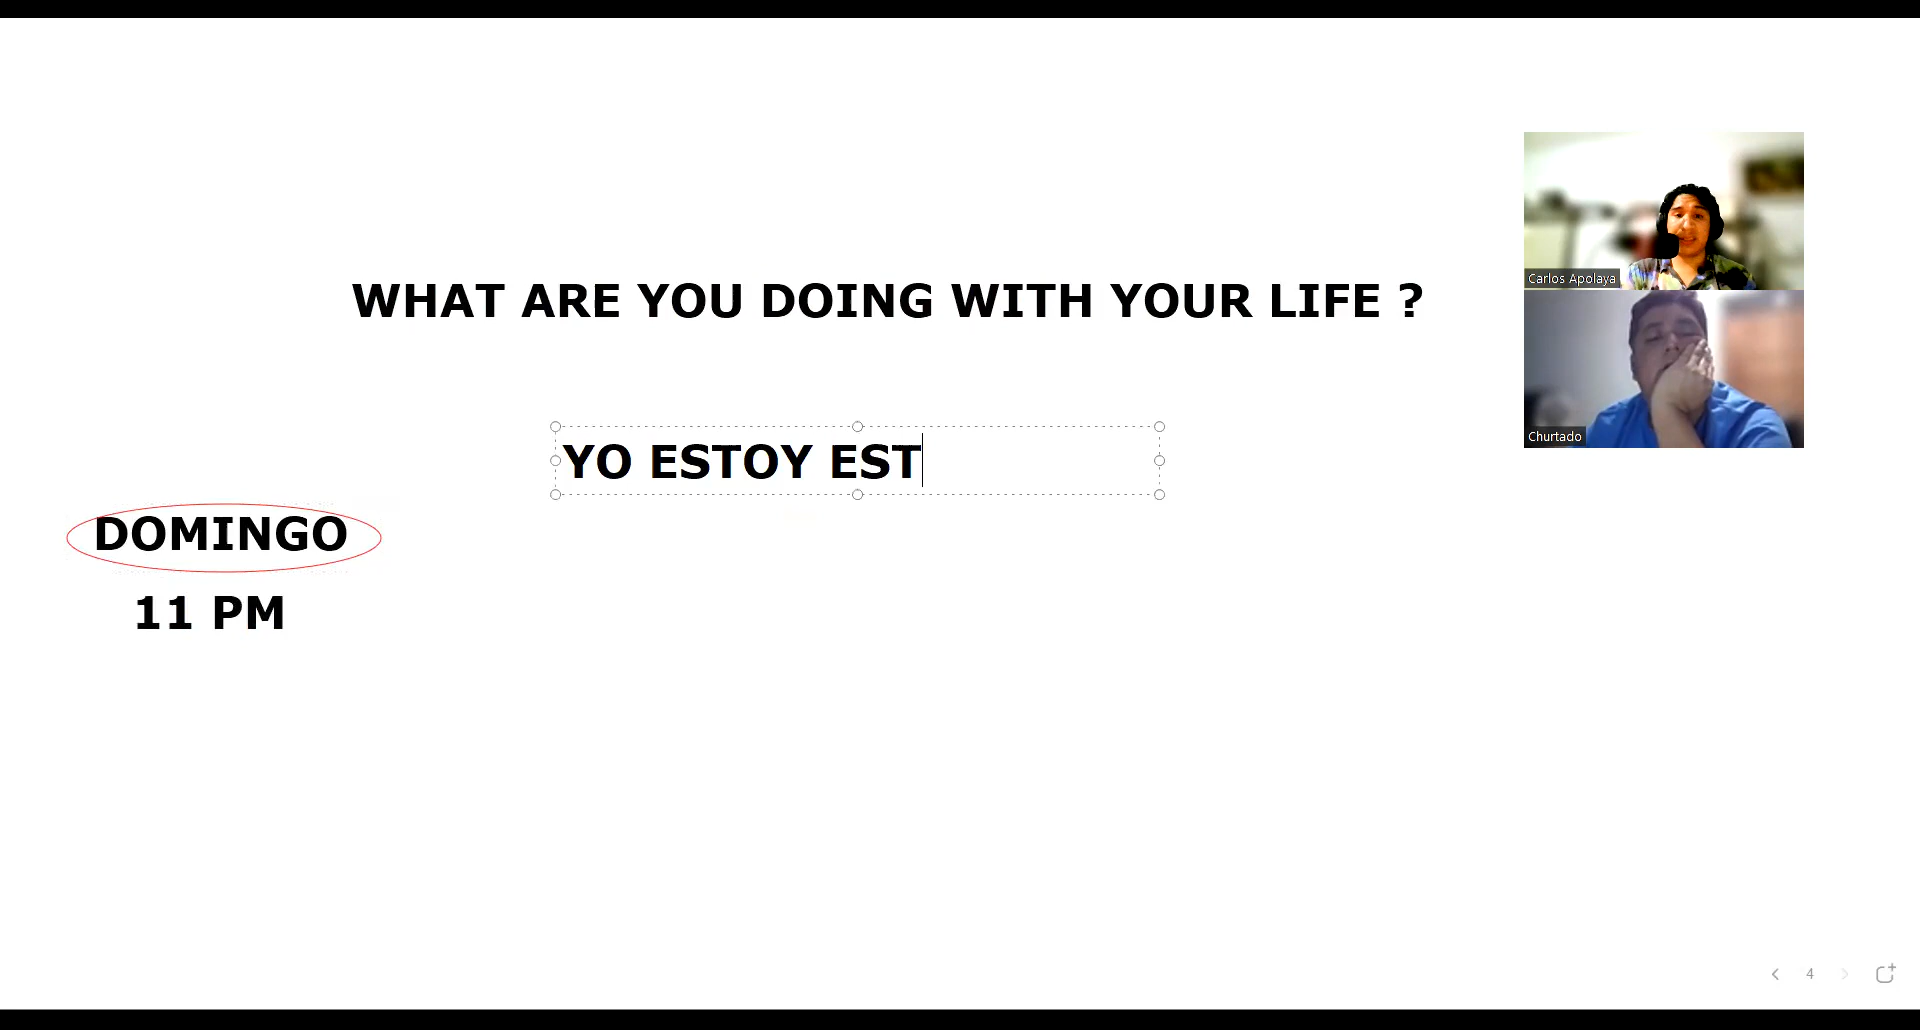 WHAT ARE YOU DOING WITH YOUR LIFE ?
Carlos Apolaya
Churtado
YO ESTOY EST
DOMINGO
11 PM
4